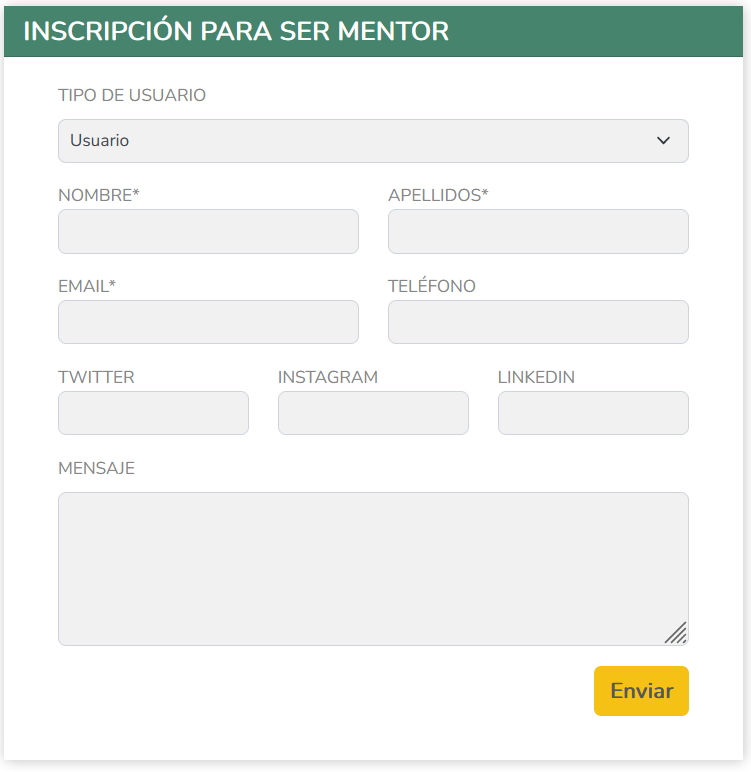 INSCRIPCIÓN PARA SER MENTOR
TIPO DE USUARIO
Usuario
NOMBRE* APELLIDOS*
EMAIL* TELÉFONO
TWITTER INSTAGRAM LINKEDIN
MENSAJE
Enviar